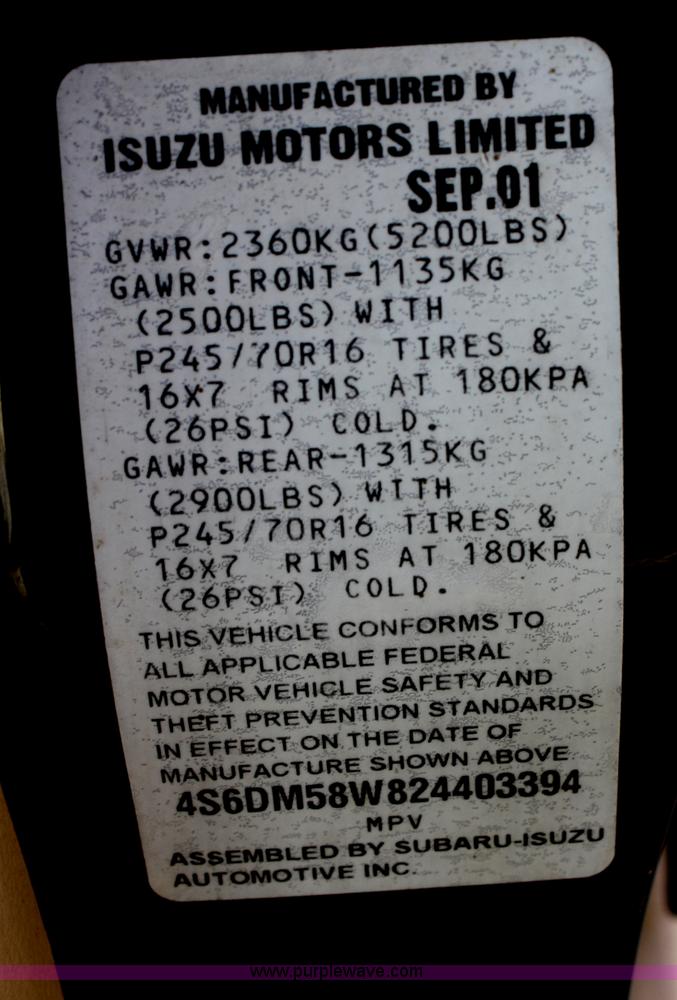 MANUFACTURED BY
ISUZU MOTORS LIMITED
SEP.01
GVWR:2360KG(5200LBS)
GAWR:FRONT-1135KG
(2500LBS) WITH
P245/70R16 TIRES &
16X7 RIMS AT 180KPA
(26PSI) COLD.
GAWR:REAR-1315KG
(2900LBS) WITH
P245/70R16 TIRES &
16X7 RIMS AT 180KPA
(26PSI) COLD.
THIS VEHICLE CONFORMS TO
ALL APPLICABLE FEDERAL
MOTOR VEHICLE SAFETY AND
THEFT PREVENTION STANDARDS
IN EFFECT ON THE DATE OF
MANUFACTURE SHOWN ABOVE
4S6DM58W824403394
MPV
ASSEMBLED BY SUBARU-ISUZU
AUTOMOTIVE INC.
www.purplewave.com